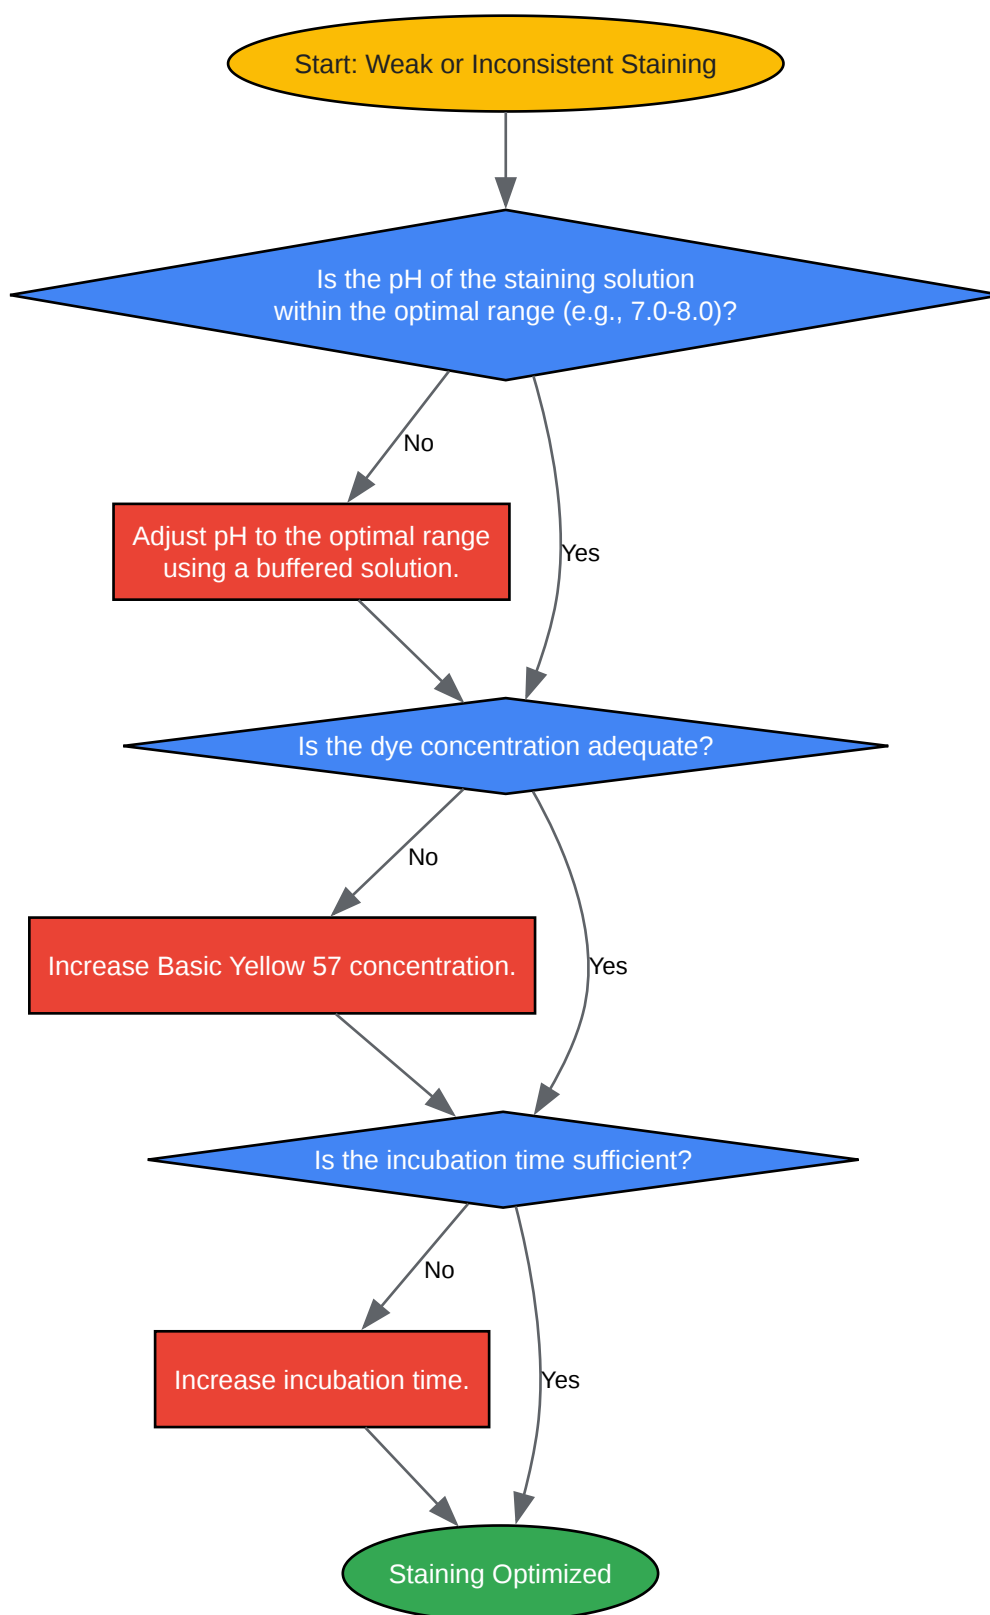 Start: Weak or Inconsistent Staining
Is the pH of the staining solution
within the optimal range (e.g., 7.0-8.0)?
No
Adjust pH to the optimal range
using a buffered solution.
Yes
Is the dye concentration adequate?
No
Increase Basic Yellow 57 concentration.
Yes
Is the incubation time sufficient?
No
Increase incubation time.
Yes
Staining Optimized